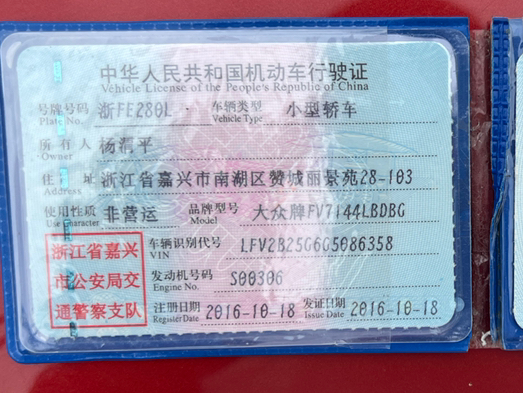 中华人民共和国机动车行驶证
Vehicle License of the People's Republic of China
号牌号码 浙FE280L 车辆类型 小型轿车
Plate No. Vehicle Type
所有人 杨清平
Owner
住址 浙江省嘉兴市南湖区赞城丽景苑28-103
Address
使用性质 非营运 品牌型号 大众牌FV7144LBDBG
Use Character Model
浙江省嘉兴 车辆识别代号 LFV2B25G6G5086358
VIN
市公安局交 发动机号码 S00306
Engine No.
通警察支队 注册日期 2016-10-18 发证日期 2016-10-18
Register Date Issue Date